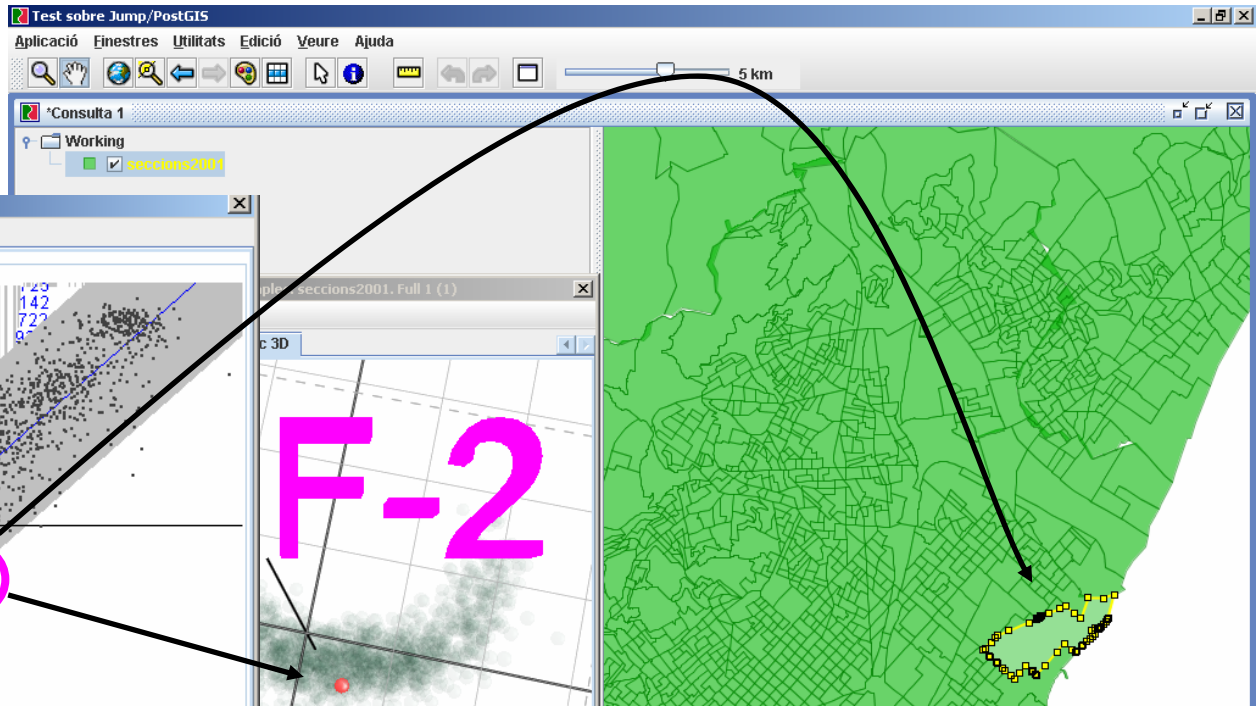 Test sobre Jump/PostGIS
Aplicació Finestres Utilitats Edició Veure Ajuda
5 km
*Consulta 1
Working
seccions2001
142
722
seccions2001. Full 1 (1)
3D
F-2